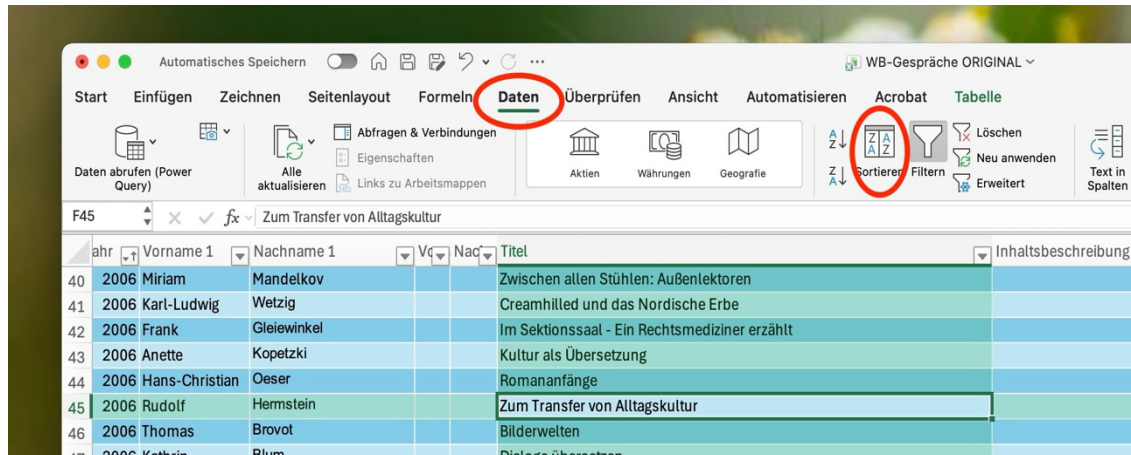 Automatisches Speichern ··· WB-Gespräche ORIGINAL
Start Einfügen Zeichnen Seitenlayout Formeln Daten Überprüfen Ansicht Automatisieren Acrobat Tabelle
Daten abrufen (Power Query)
Alle aktualisieren
Abfragen & Verbindungen
Eigenschaften
Links zu Arbeitsmappen
Aktien Währungen Geografie
Sortieren Filtern
Löschen
Neu anwenden
Erweitert
Text in Spalten
F45 fx Zum Transfer von Alltagskultur
ahr Vorname 1 Nachname 1 Vo Nac Titel Inhaltsbeschreibung
40 2006 Miriam Mandelkov Zwischen allen Stühlen: Außenlektoren
41 2006 Karl-Ludwig Wetzig Creamhilled und das Nordische Erbe
42 2006 Frank Gleiewinkel Im Sektionssaal - Ein Rechtsmediziner erzählt
43 2006 Anette Kopetzki Kultur als Übersetzung
44 2006 Hans-Christian Oeser Romananfänge
45 2006 Rudolf Hermstein Zum Transfer von Alltagskultur
46 2006 Thomas Brovot Bilderwelten